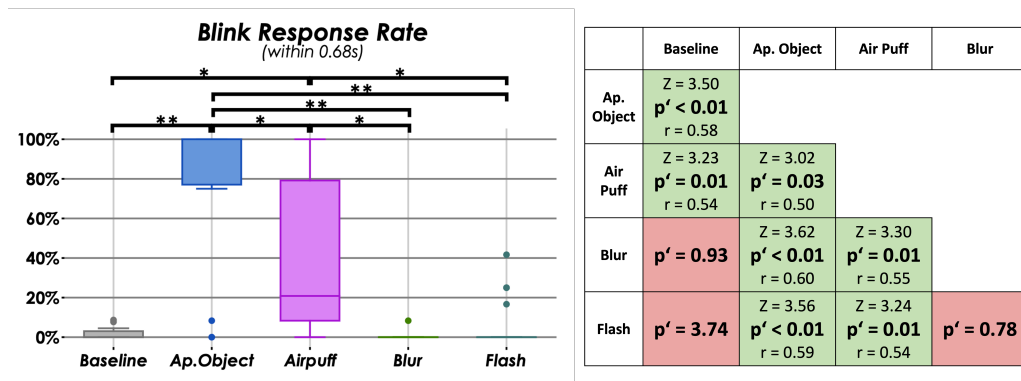 Blink Response Rate
(within 0.68s)
* *
**
**
** * *
100%
80%
60%
40%
20%
0%
Baseline Ap.Object Airpuff Blur Flash
Baseline Ap. Object Air Puff Blur
Ap. Object
Z = 3.50
p‘ < 0.01
r = 0.58
Air Puff
Z = 3.23
p‘ = 0.01
r = 0.54
Z = 3.02
p‘ = 0.03
r = 0.50
Blur
p‘ = 0.93
Z = 3.62
p‘ < 0.01
r = 0.60
Z = 3.30
p‘ = 0.01
r = 0.55
Flash
p‘ = 3.74
Z = 3.56
p‘ < 0.01
r = 0.59
Z = 3.24
p‘ = 0.01
r = 0.54
p‘ = 0.78